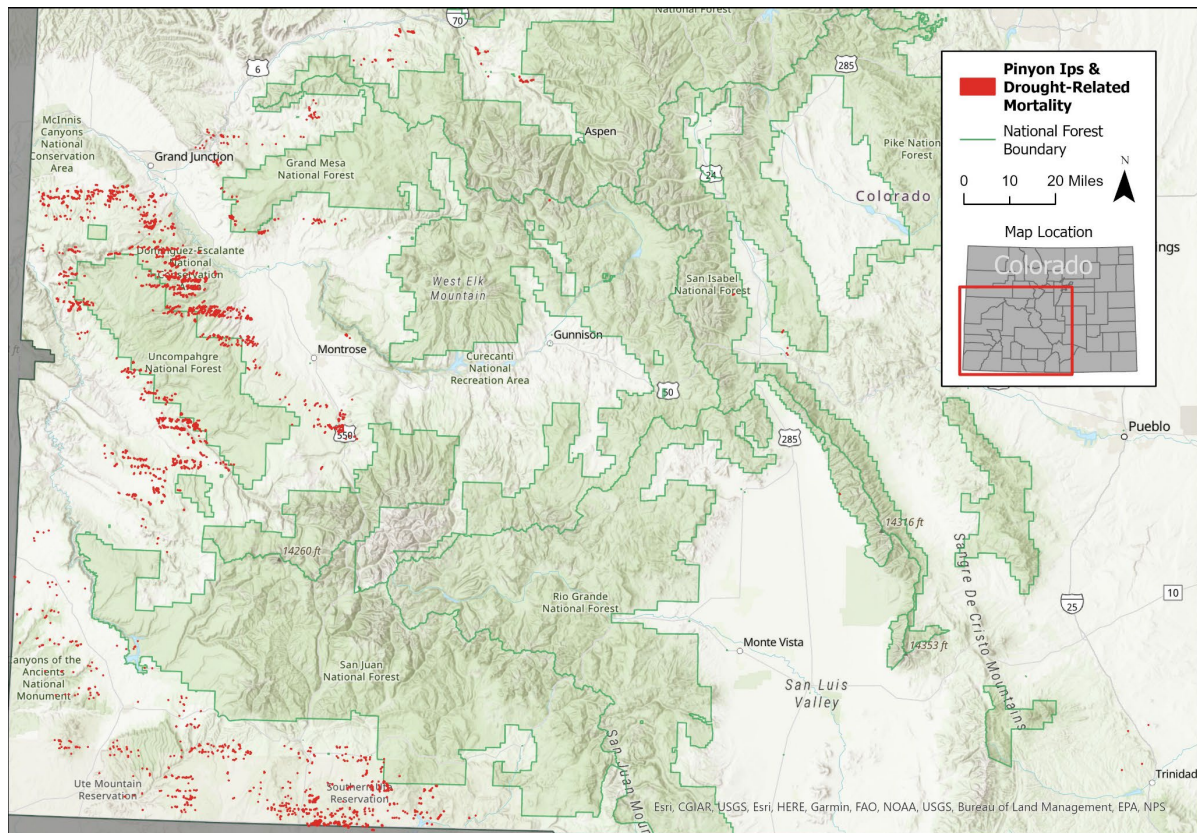 National Forest
70
6
285
McInnis
Canyons
National
Conservation
Area
Grand Junction
Grand Mesa
National Forest
Aspen
24
Pike
Forest
Colorado
Pinyon Ips &
Drought-Related
Mortality
National Forest
Boundary
N
0 10 20 Miles
Map Location
Colorado
ngs
Dominguez-Escalante
National
Conservation
Area
West Elk
Mountain
San Isabel
National Forest
Gunnison
Montrose
Curecanti
National
Recreation Area
Uncompahgre
National Forest
50
550
285
Pueblo
14260 ft
14316 ft
Rio Grande
National Forest
Sangre De Cristo Mountains
25
10
Monte Vista
14353 ft
San Juan
National Forest
anyons of the
Ancients
National
Monument
San Luis
Valley
San Juan Moun
Ute Mountain
Reservation
Southern Ute
Reservation
Trinidad
Esri, CGIAR, USGS, Esri, HERE, Garmin, FAO, NOAA, USGS, Bureau of Land Management, EPA, NPS